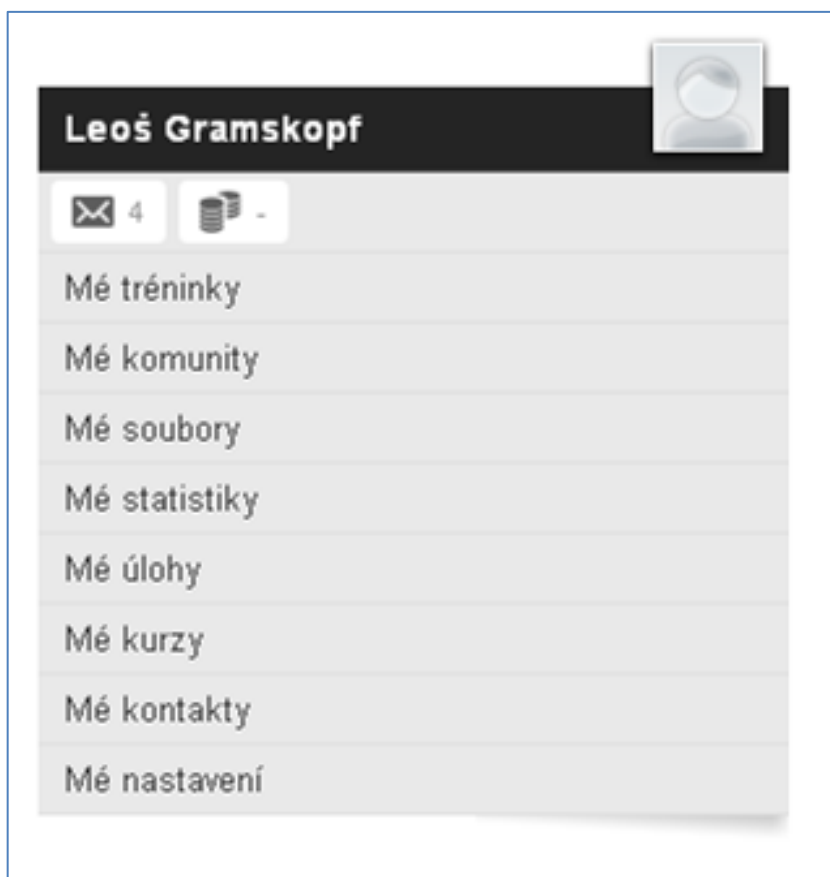 Leoš Gramskopf
4 -
Mé tréninky
Mé komunity
Mé soubory
Mé statistiky
Mé úlohy
Mé kurzy
Mé kontakty
Mé nastavení